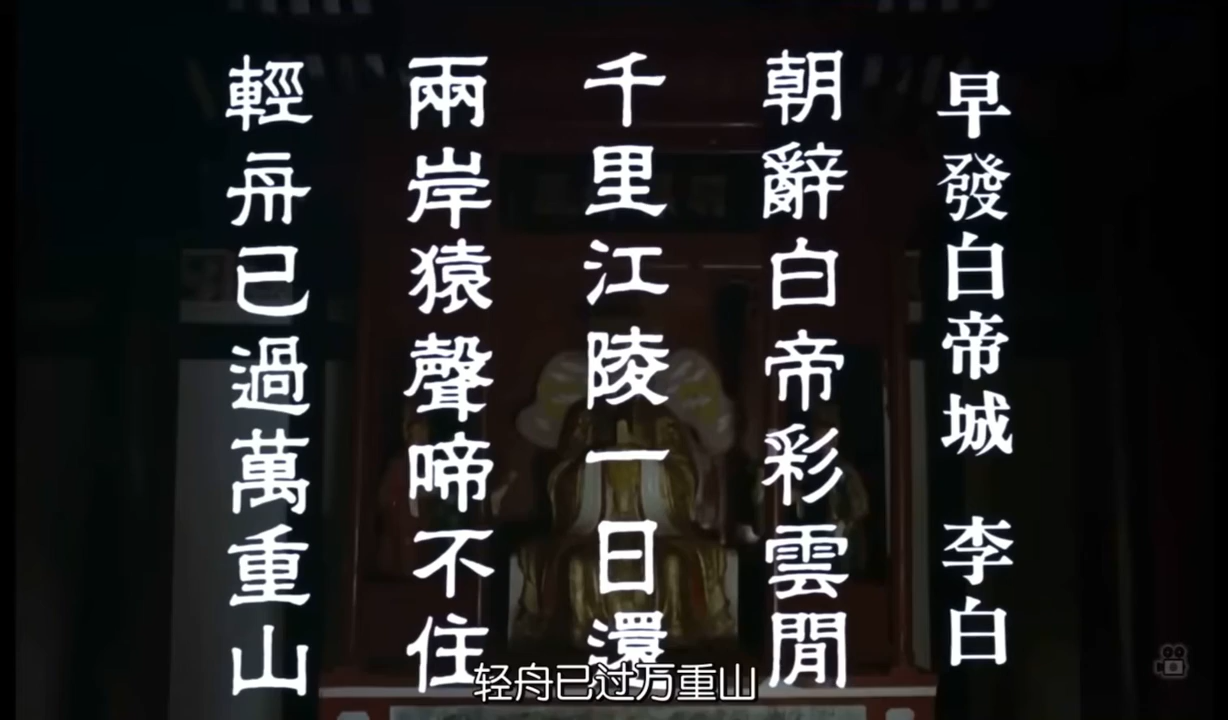 早發白帝城 李白
朝辭白帝彩雲閒
千里江陵一日還
兩岸猿聲啼不住
輕舟已過萬重山
轻舟已过万重山